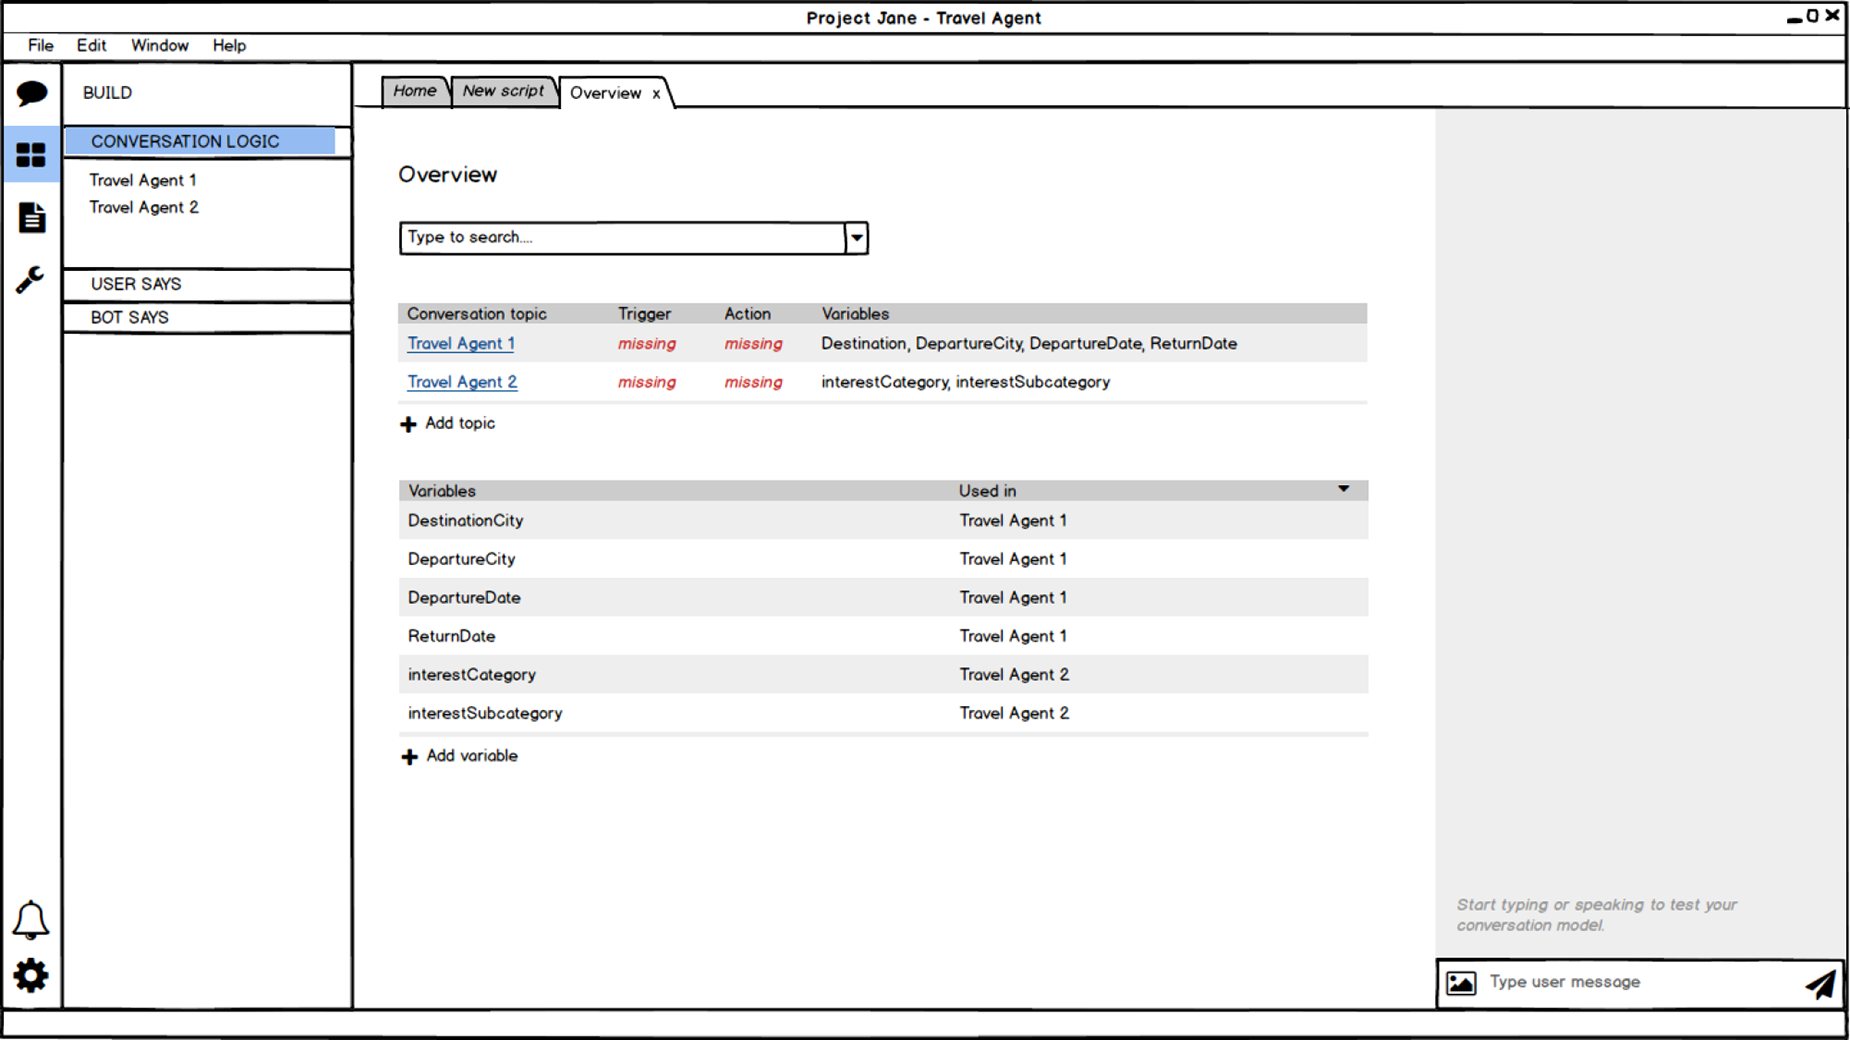 Project Jane - Travel Agent
File Edit Window Help
BUILD
CONVERSATION LOGIC
Travel Agent 1
Travel Agent 2
USER SAYS
BOT SAYS
Home New script Overview x
Overview
Type to search....
Conversation topic Trigger Action Variables
Travel Agent 1 missing missing Destination, DepartureCity, DepartureDate, ReturnDate
Travel Agent 2 missing missing interestCategory, interestSubcategory
Add topic
Variables Used in
DestinationCity Travel Agent 1
DepartureCity Travel Agent 1
DepartureDate Travel Agent 1
ReturnDate Travel Agent 1
interestCategory Travel Agent 2
interestSubcategory Travel Agent 2
Add variable
Start typing or speaking to test your
conversation model.
Type user message